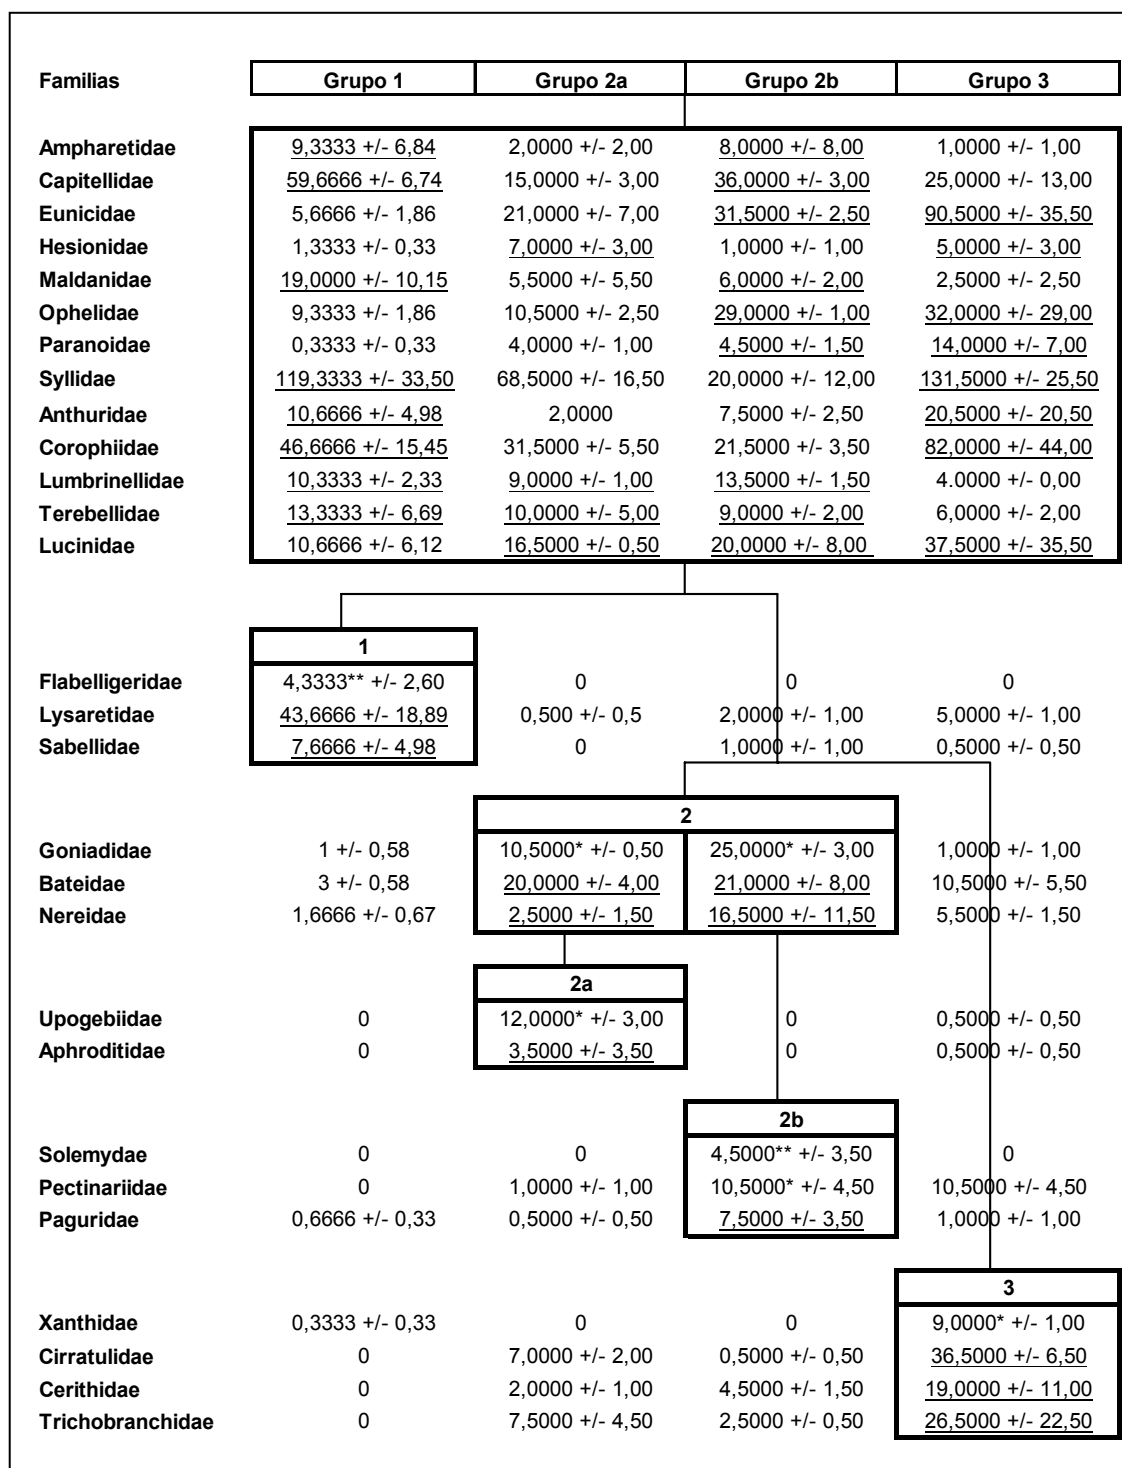 Familias Grupo 1 Grupo 2a Grupo 2b Grupo 3
Ampharetidae 9,3333 +/- 6,84 2,0000 +/- 2,00 8,0000 +/- 8,00 1,0000 +/- 1,00
Capitellidae 59,6666 +/- 6,74 15,0000 +/- 3,00 36,0000 +/- 3,00 25,0000 +/- 13,00
Eunicidae 5,6666 +/- 1,86 21,0000 +/- 7,00 31,5000 +/- 2,50 90,5000 +/- 35,50
Hesionidae 1,3333 +/- 0,33 7,0000 +/- 3,00 1,0000 +/- 1,00 5,0000 +/- 3,00
Maldanidae 19,0000 +/- 10,15 5,5000 +/- 5,50 6,0000 +/- 2,00 2,5000 +/- 2,50
Ophelidae 9,3333 +/- 1,86 10,5000 +/- 2,50 29,0000 +/- 1,00 32,0000 +/- 29,00
Paranoidae 0,3333 +/- 0,33 4,0000 +/- 1,00 4,5000 +/- 1,50 14,0000 +/- 7,00
Syllidae 119,3333 +/- 33,50 68,5000 +/- 16,50 20,0000 +/- 12,00 131,5000 +/- 25,50
Anthuridae 10,6666 +/- 4,98 2,0000 7,5000 +/- 2,50 20,5000 +/- 20,50
Corophiidae 46,6666 +/- 15,45 31,5000 +/- 5,50 21,5000 +/- 3,50 82,0000 +/- 44,00
Lumbrinellidae 10,3333 +/- 2,33 9,0000 +/- 1,00 13,5000 +/- 1,50 4.0000 +/- 0,00
Terebellidae 13,3333 +/- 6,69 10,0000 +/- 5,00 9,0000 +/- 2,00 6,0000 +/- 2,00
Lucinidae 10,6666 +/- 6,12 16,5000 +/- 0,50 20,0000 +/- 8,00 37,5000 +/- 35,50
1
Flabelligeridae 4,3333** +/- 2,60 0 0 0
Lysaretidae 43,6666 +/- 18,89 0,500 +/- 0,5 2,0000 +/- 1,00 5,0000 +/- 1,00
Sabellidae 7,6666 +/- 4,98 0 1,0000 +/- 1,00 0,5000 +/- 0,50
2
Goniadidae 1 +/- 0,58 10,5000* +/- 0,50 25,0000* +/- 3,00 1,0000 +/- 1,00
Bateidae 3 +/- 0,58 20,0000 +/- 4,00 21,0000 +/- 8,00 10,5000 +/- 5,50
Nereidae 1,6666 +/- 0,67 2,5000 +/- 1,50 16,5000 +/- 11,50 5,5000 +/- 1,50
2a
Upogebiidae 0 12,0000* +/- 3,00 0 0,5000 +/- 0,50
Aphroditidae 0 3,5000 +/- 3,50 0 0,5000 +/- 0,50
2b
Solemydae 0 0 4,5000** +/- 3,50 0
Pectinariidae 0 1,0000 +/- 1,00 10,5000* +/- 4,50 10,5000 +/- 4,50
Paguridae 0,6666 +/- 0,33 0,5000 +/- 0,50 7,5000 +/- 3,50 1,0000 +/- 1,00
3
Xanthidae 0,3333 +/- 0,33 0 0 9,0000* +/- 1,00
Cirratulidae 0 7,0000 +/- 2,00 0,5000 +/- 0,50 36,5000 +/- 6,50
Cerithidae 0 2,0000 +/- 1,00 4,5000 +/- 1,50 19,0000 +/- 11,00
Trichobranchidae 0 7,5000 +/- 4,50 2,5000 +/- 0,50 26,5000 +/- 22,50